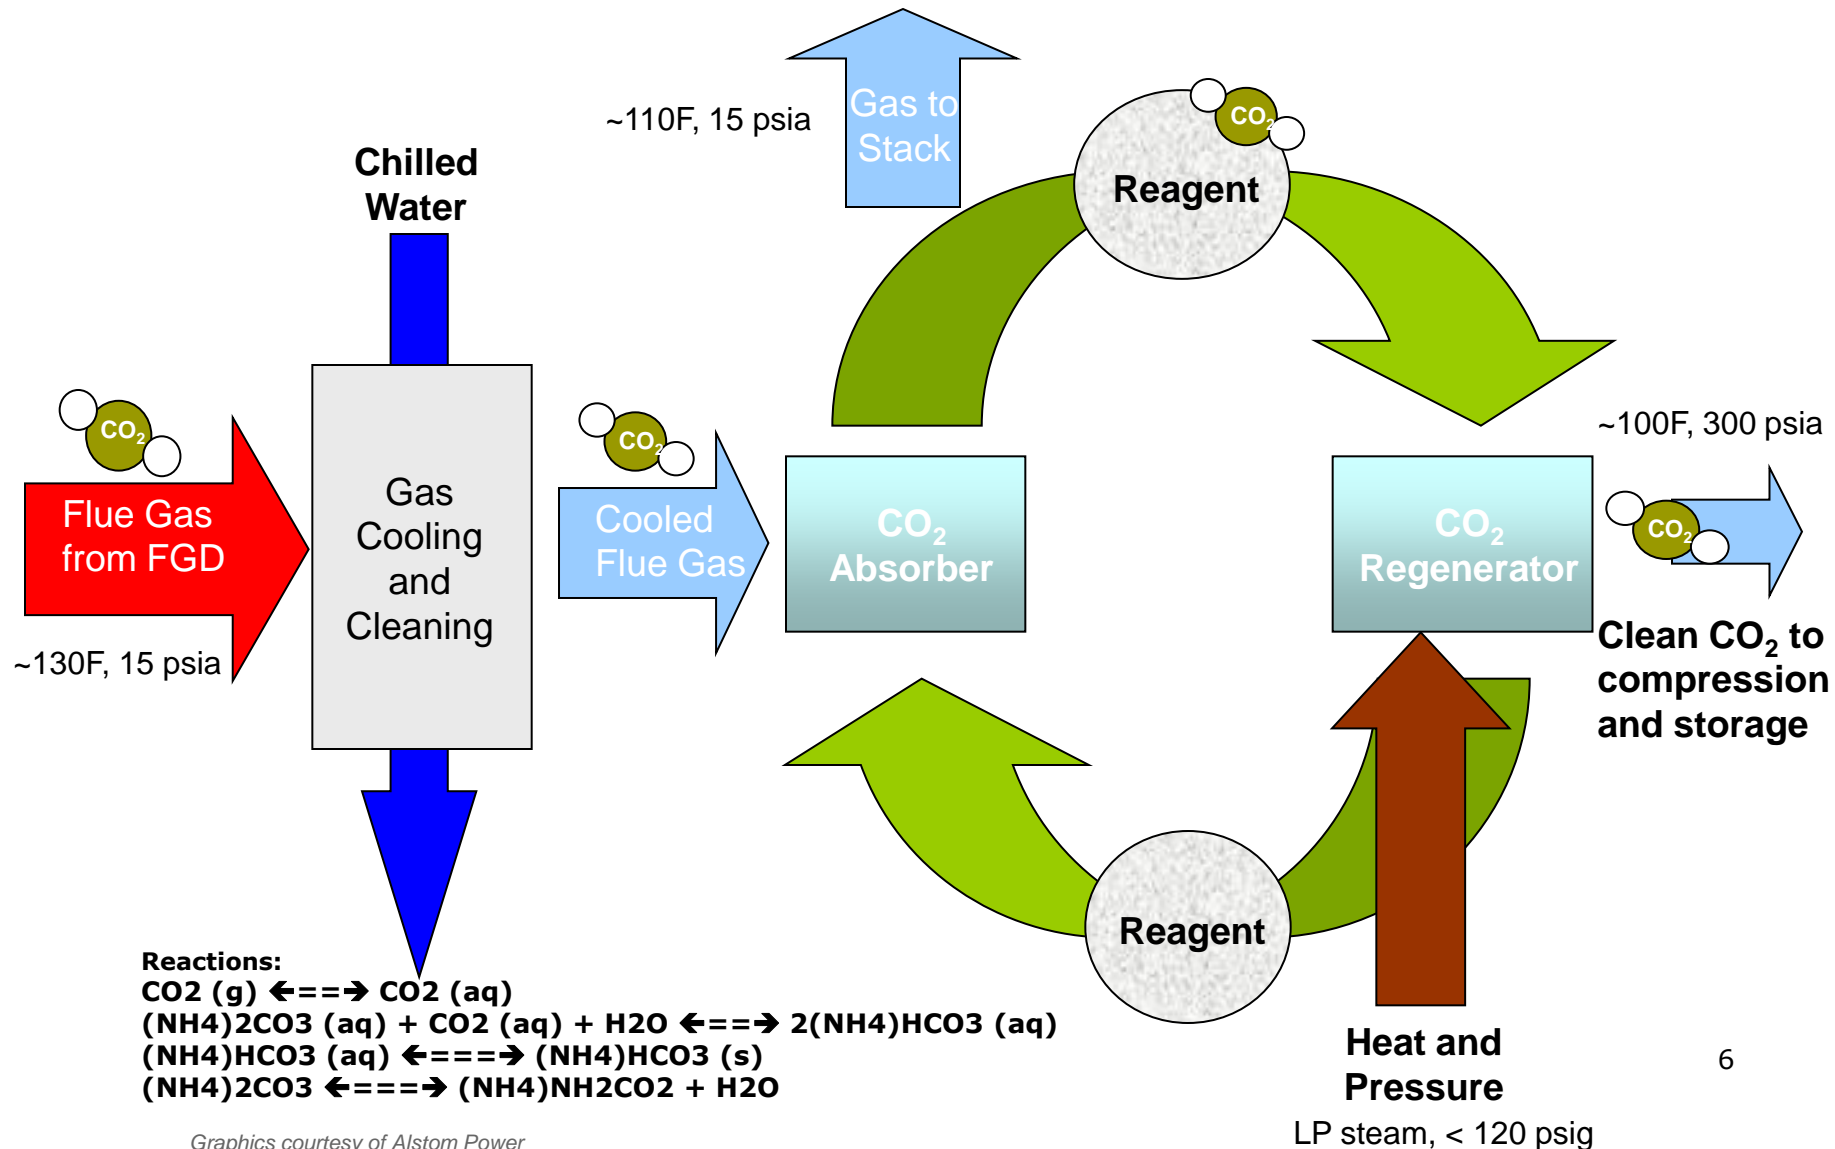 ~110F, 15 psia
Gas to
Stack
CO₂
Reagent
Chilled
Water
CO₂
Flue Gas
from FGD
~130F, 15 psia
Gas
Cooling
and
Cleaning
CO₂
Cooled
Flue Gas
CO₂
Absorber
CO₂
Regenerator
~100F, 300 psia
CO₂
Clean CO₂ to
compression
and storage
Reagent
Heat and
Pressure
LP steam, < 120 psig
Reactions:
CO2 (g) 🡸==🡺 CO2 (aq)
(NH4)2CO3 (aq) + CO2 (aq) + H2O 🡸==🡺 2(NH4)HCO3 (aq)
(NH4)HCO3 (aq) 🡸===🡺 (NH4)HCO3 (s)
(NH4)2CO3 🡸===🡺 (NH4)NH2CO2 + H2O
Graphics courtesy of Alstom Power
6